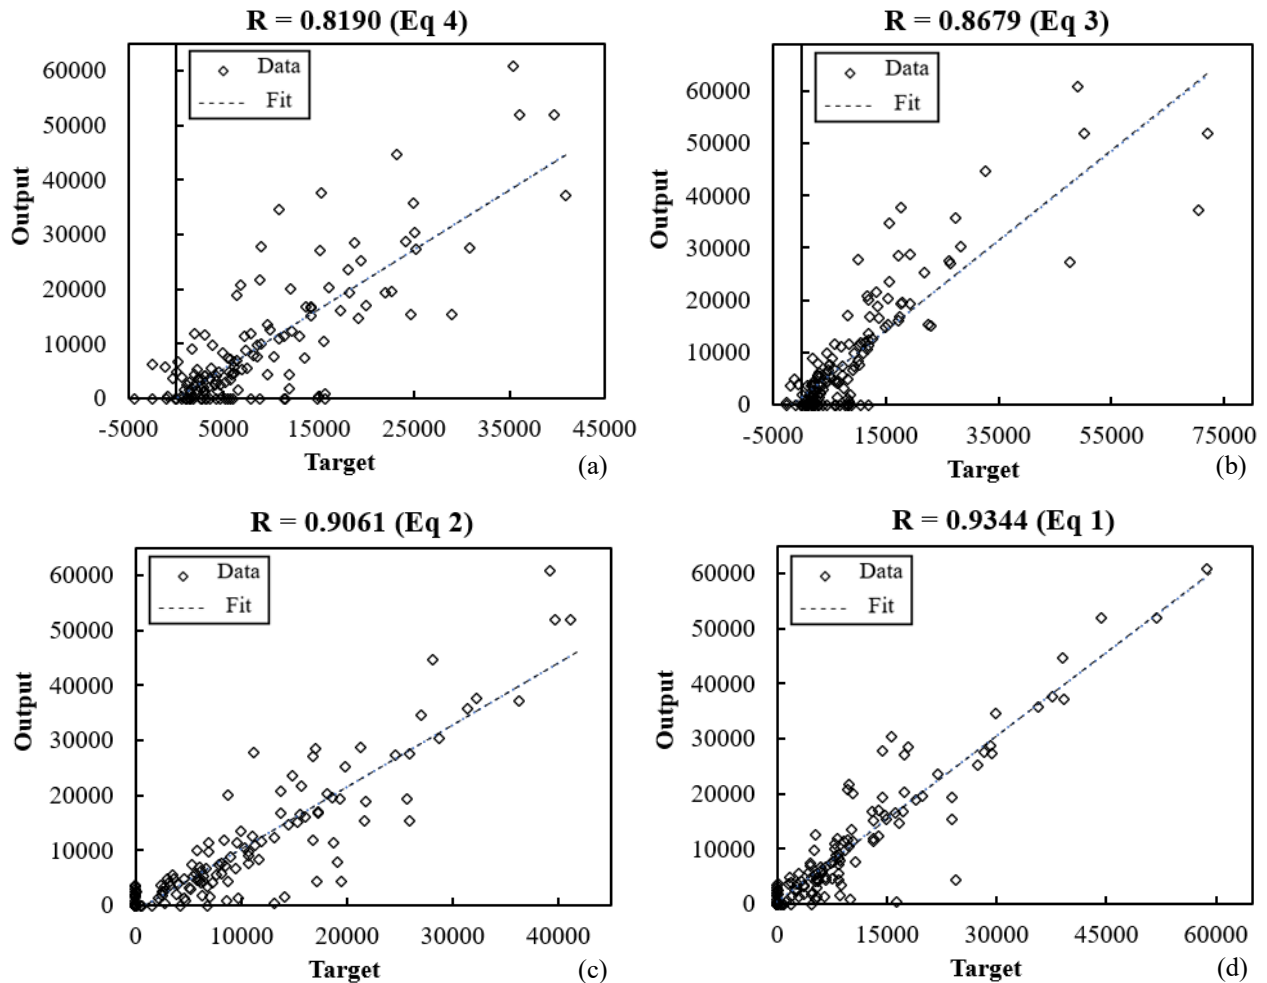 R = 0.8190 (Eq 4)
Data
Fit
60000
50000
40000
30000
20000
10000
0
Output
-5000
5000
15000
25000
35000
45000
Target
(a)
R = 0.8679 (Eq 3)
Data
Fit
60000
50000
40000
30000
20000
10000
0
Output
-5000
15000
35000
55000
75000
Target
(b)
R = 0.9061 (Eq 2)
Data
Fit
60000
50000
40000
30000
20000
10000
0
Output
0
10000
20000
30000
40000
Target
(c)
R = 0.9344 (Eq 1)
Data
Fit
60000
50000
40000
30000
20000
10000
0
Output
0
15000
30000
45000
60000
Target
(d)